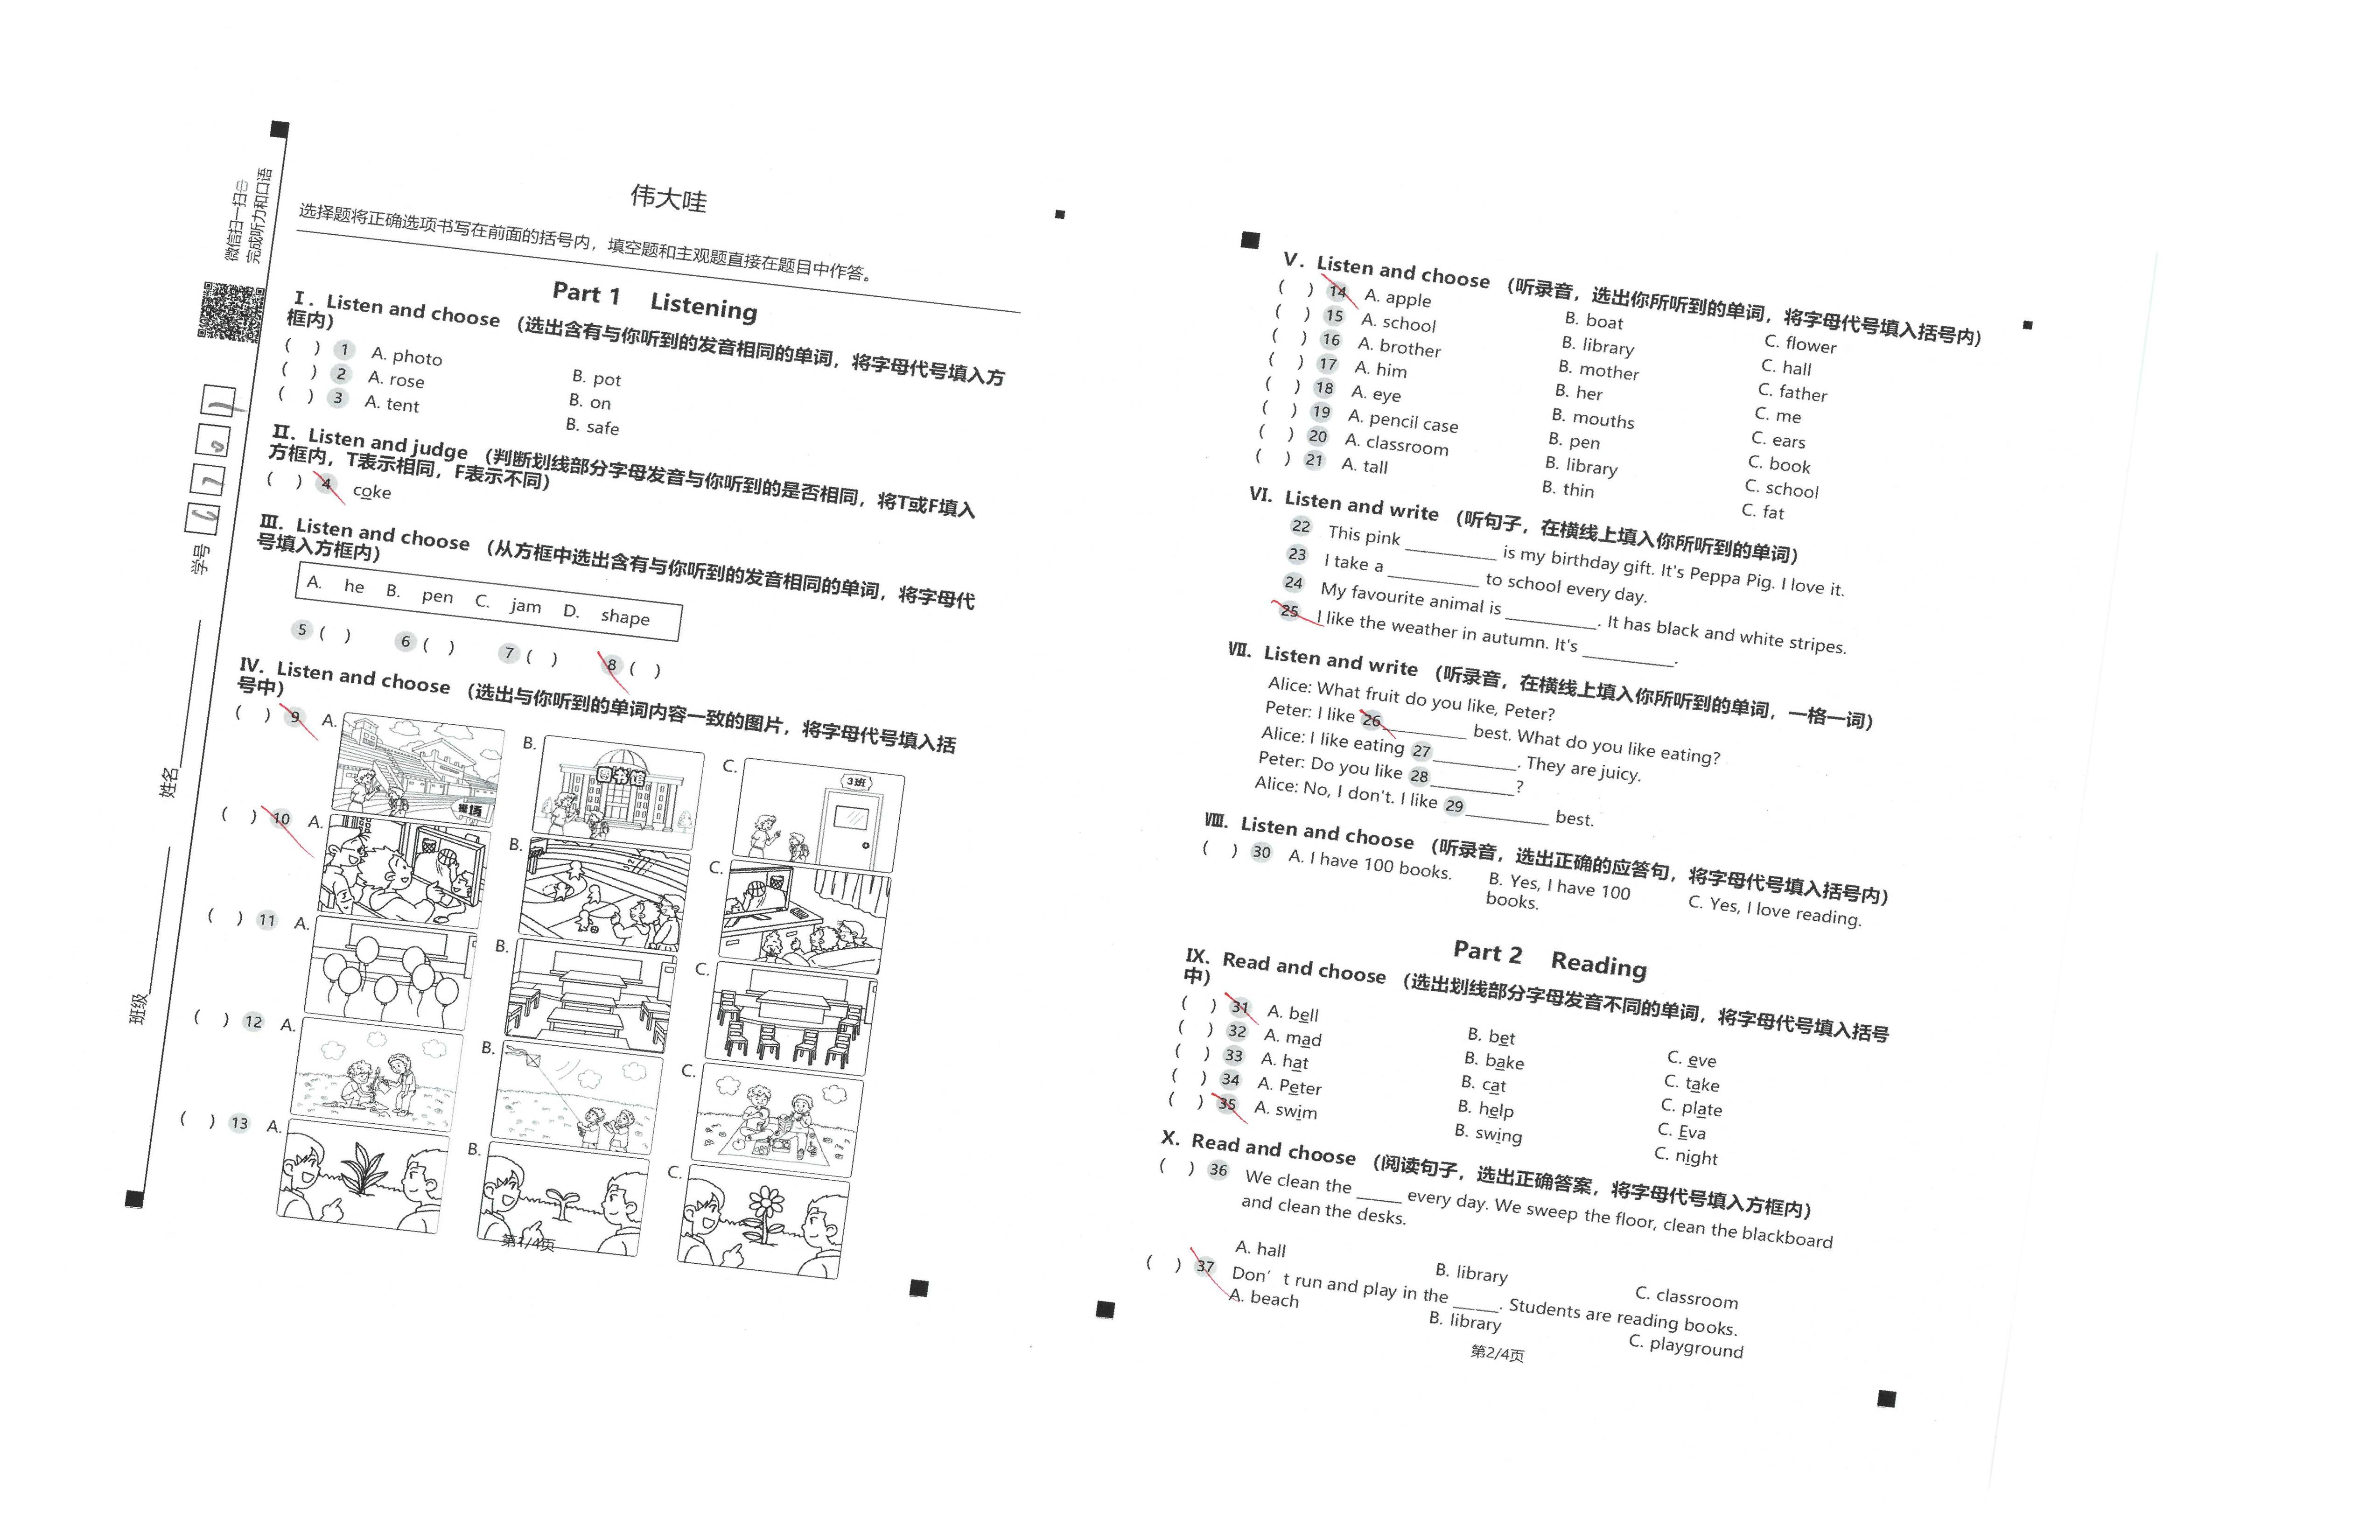 微信扫一扫
完成听力和口语
学号
姓名
班级
伟大哇
选择题将正确选项书写在前面的括号内，填空题和主观题直接在题目中作答。
Part 1 Listening
Ⅰ. Listen and choose （选出含有与你听到的发音相同的单词，将字母代号填入方
框内）
( ) 1 A. photo B. pot
( ) 2 A. rose B. on
( ) 3 A. tent B. safe
Ⅱ. Listen and judge （判断划线部分字母发音与你听到的是否相同，将T或F填入
方框内，T表示相同，F表示不同）
( ) 4 coke
Ⅲ. Listen and choose （从方框中选出含有与你听到的发音相同的单词，将字母代
号填入方框内）
A. he B. pen C. jam D. shape
5 ( ) 6 ( ) 7 ( ) 8 ( )
Ⅳ. Listen and choose （选出与你听到的单词内容一致的图片，将字母代号填入括
号中）
( ) 9 A. B. C.
操场
图书馆
3班
( ) 10 A. B. C.
( ) 11 A. B. C.
( ) 12 A. B. C.
( ) 13 A. B. C.
第1/4页
Ⅴ. Listen and choose （听录音，选出你所听到的单词，将字母代号填入括号内）
( ) 14 A. apple B. boat C. flower
( ) 15 A. school B. library C. hall
( ) 16 A. brother B. mother C. father
( ) 17 A. him B. her C. me
( ) 18 A. eye B. mouths C. ears
( ) 19 A. pencil case B. pen C. book
( ) 20 A. classroom B. library C. school
( ) 21 A. tall B. thin C. fat
Ⅵ. Listen and write （听句子，在横线上填入你所听到的单词）
22 This pink __________ is my birthday gift. It's Peppa Pig. I love it.
23 I take a __________ to school every day.
24 My favourite animal is __________. It has black and white stripes.
25 I like the weather in autumn. It's __________.
Ⅶ. Listen and write （听录音，在横线上填入你所听到的单词，一格一词）
Alice: What fruit do you like, Peter?
Peter: I like 26 _________ best. What do you like eating?
Alice: I like eating 27 _________. They are juicy.
Peter: Do you like 28 _________?
Alice: No, I don't. I like 29 _________ best.
Ⅷ. Listen and choose （听录音，选出正确的应答句，将字母代号填入括号内）
( ) 30 A. I have 100 books. B. Yes, I have 100 C. Yes, I love reading.
books.
Part 2 Reading
Ⅸ. Read and choose （选出划线部分字母发音不同的单词，将字母代号填入括号
中）
( ) 31 A. bell B. bet C. eve
( ) 32 A. mad B. bake C. take
( ) 33 A. hat B. cat C. plate
( ) 34 A. Peter B. help C. Eva
( ) 35 A. swim B. swing C. night
Ⅹ. Read and choose （阅读句子，选出正确答案，将字母代号填入方框内）
( ) 36 We clean the _____ every day. We sweep the floor, clean the blackboard
and clean the desks.
A. hall B. library C. classroom
( ) 37 Don't run and play in the _____. Students are reading books.
A. beach B. library C. playground
第2/4页